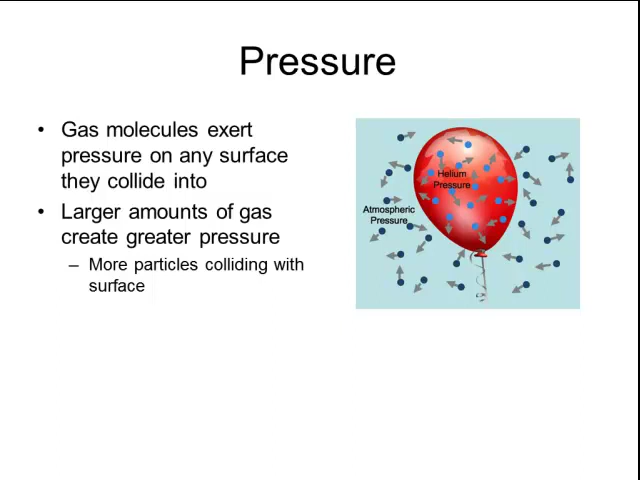 Pressure
• Gas molecules exert
pressure on any surface
they collide into
• Larger amounts of gas
create greater pressure
– More particles colliding with
surface
Helium
Pressure
Atmospheric
Pressure